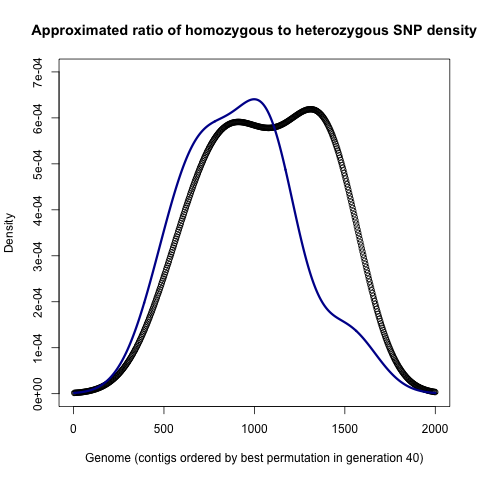 Approximated ratio of homozygous to heterozygous SNP density
7e-04
6e-04
5e-04
4e-04
3e-04
2e-04
1e-04
0e+00
Density
0 500 1000 1500 2000
Genome (contigs ordered by best permutation in generation 40)